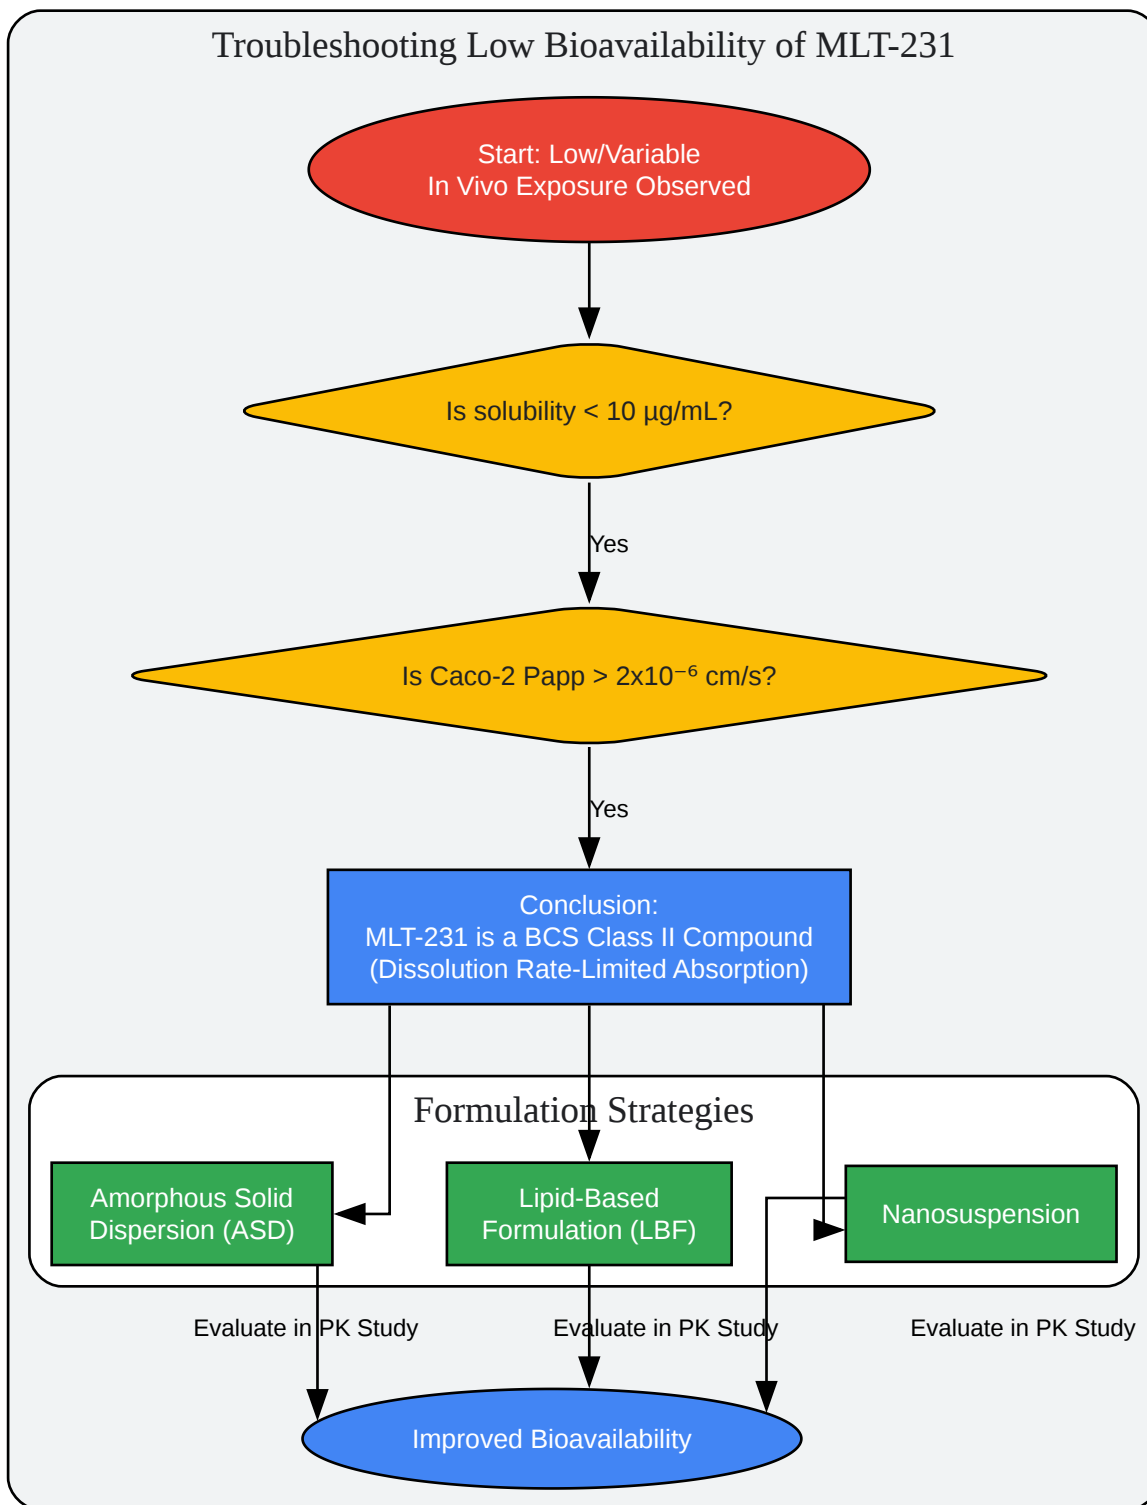 Troubleshooting Low Bioavailability of MLT-231
Start: Low/Variable
In Vivo Exposure Observed
Is solubility < 10 µg/mL?
Yes
Is Caco-2 Papp > 2x10⁻⁶ cm/s?
Yes
Conclusion:
MLT-231 is a BCS Class II Compound
(Dissolution Rate-Limited Absorption)
Formulation Strategies
Amorphous Solid
Dispersion (ASD)
Lipid-Based
Formulation (LBF)
Nanosuspension
Evaluate in PK Study
Evaluate in PK Study
Evaluate in PK Study
Improved Bioavailability